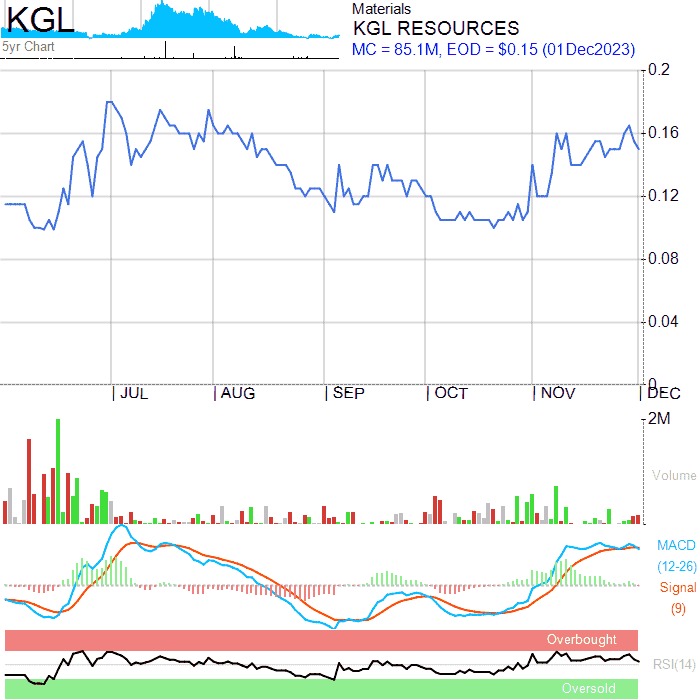 KGL
5yr Chart
Materials
KGL RESOURCES
MC = 85.1M, EOD = $0.15 (01Dec2023)
0.2
0.16
0.12
0.08
0.04
0
JUL AUG SEP OCT NOV DEC
2M
Volume
MACD
(12-26)
Signal
(9)
Overbought
RSI(14)
Oversold